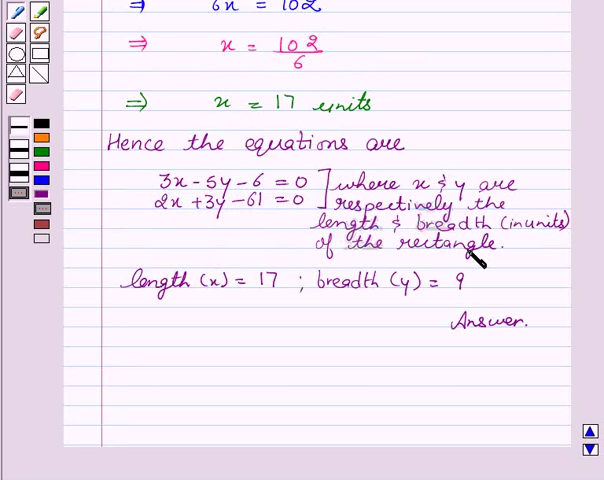 ⇒ 6x = 102
⇒ x = 102/6
⇒ x = 17 units
Hence the equations are
3x - 5y - 6 = 0 ] where x & y are
2x + 3y - 61 = 0 ] respectively the
length & breadth (in units)
of the rectangle.
length (x) = 17 ; breadth (y) = 9
Answer.